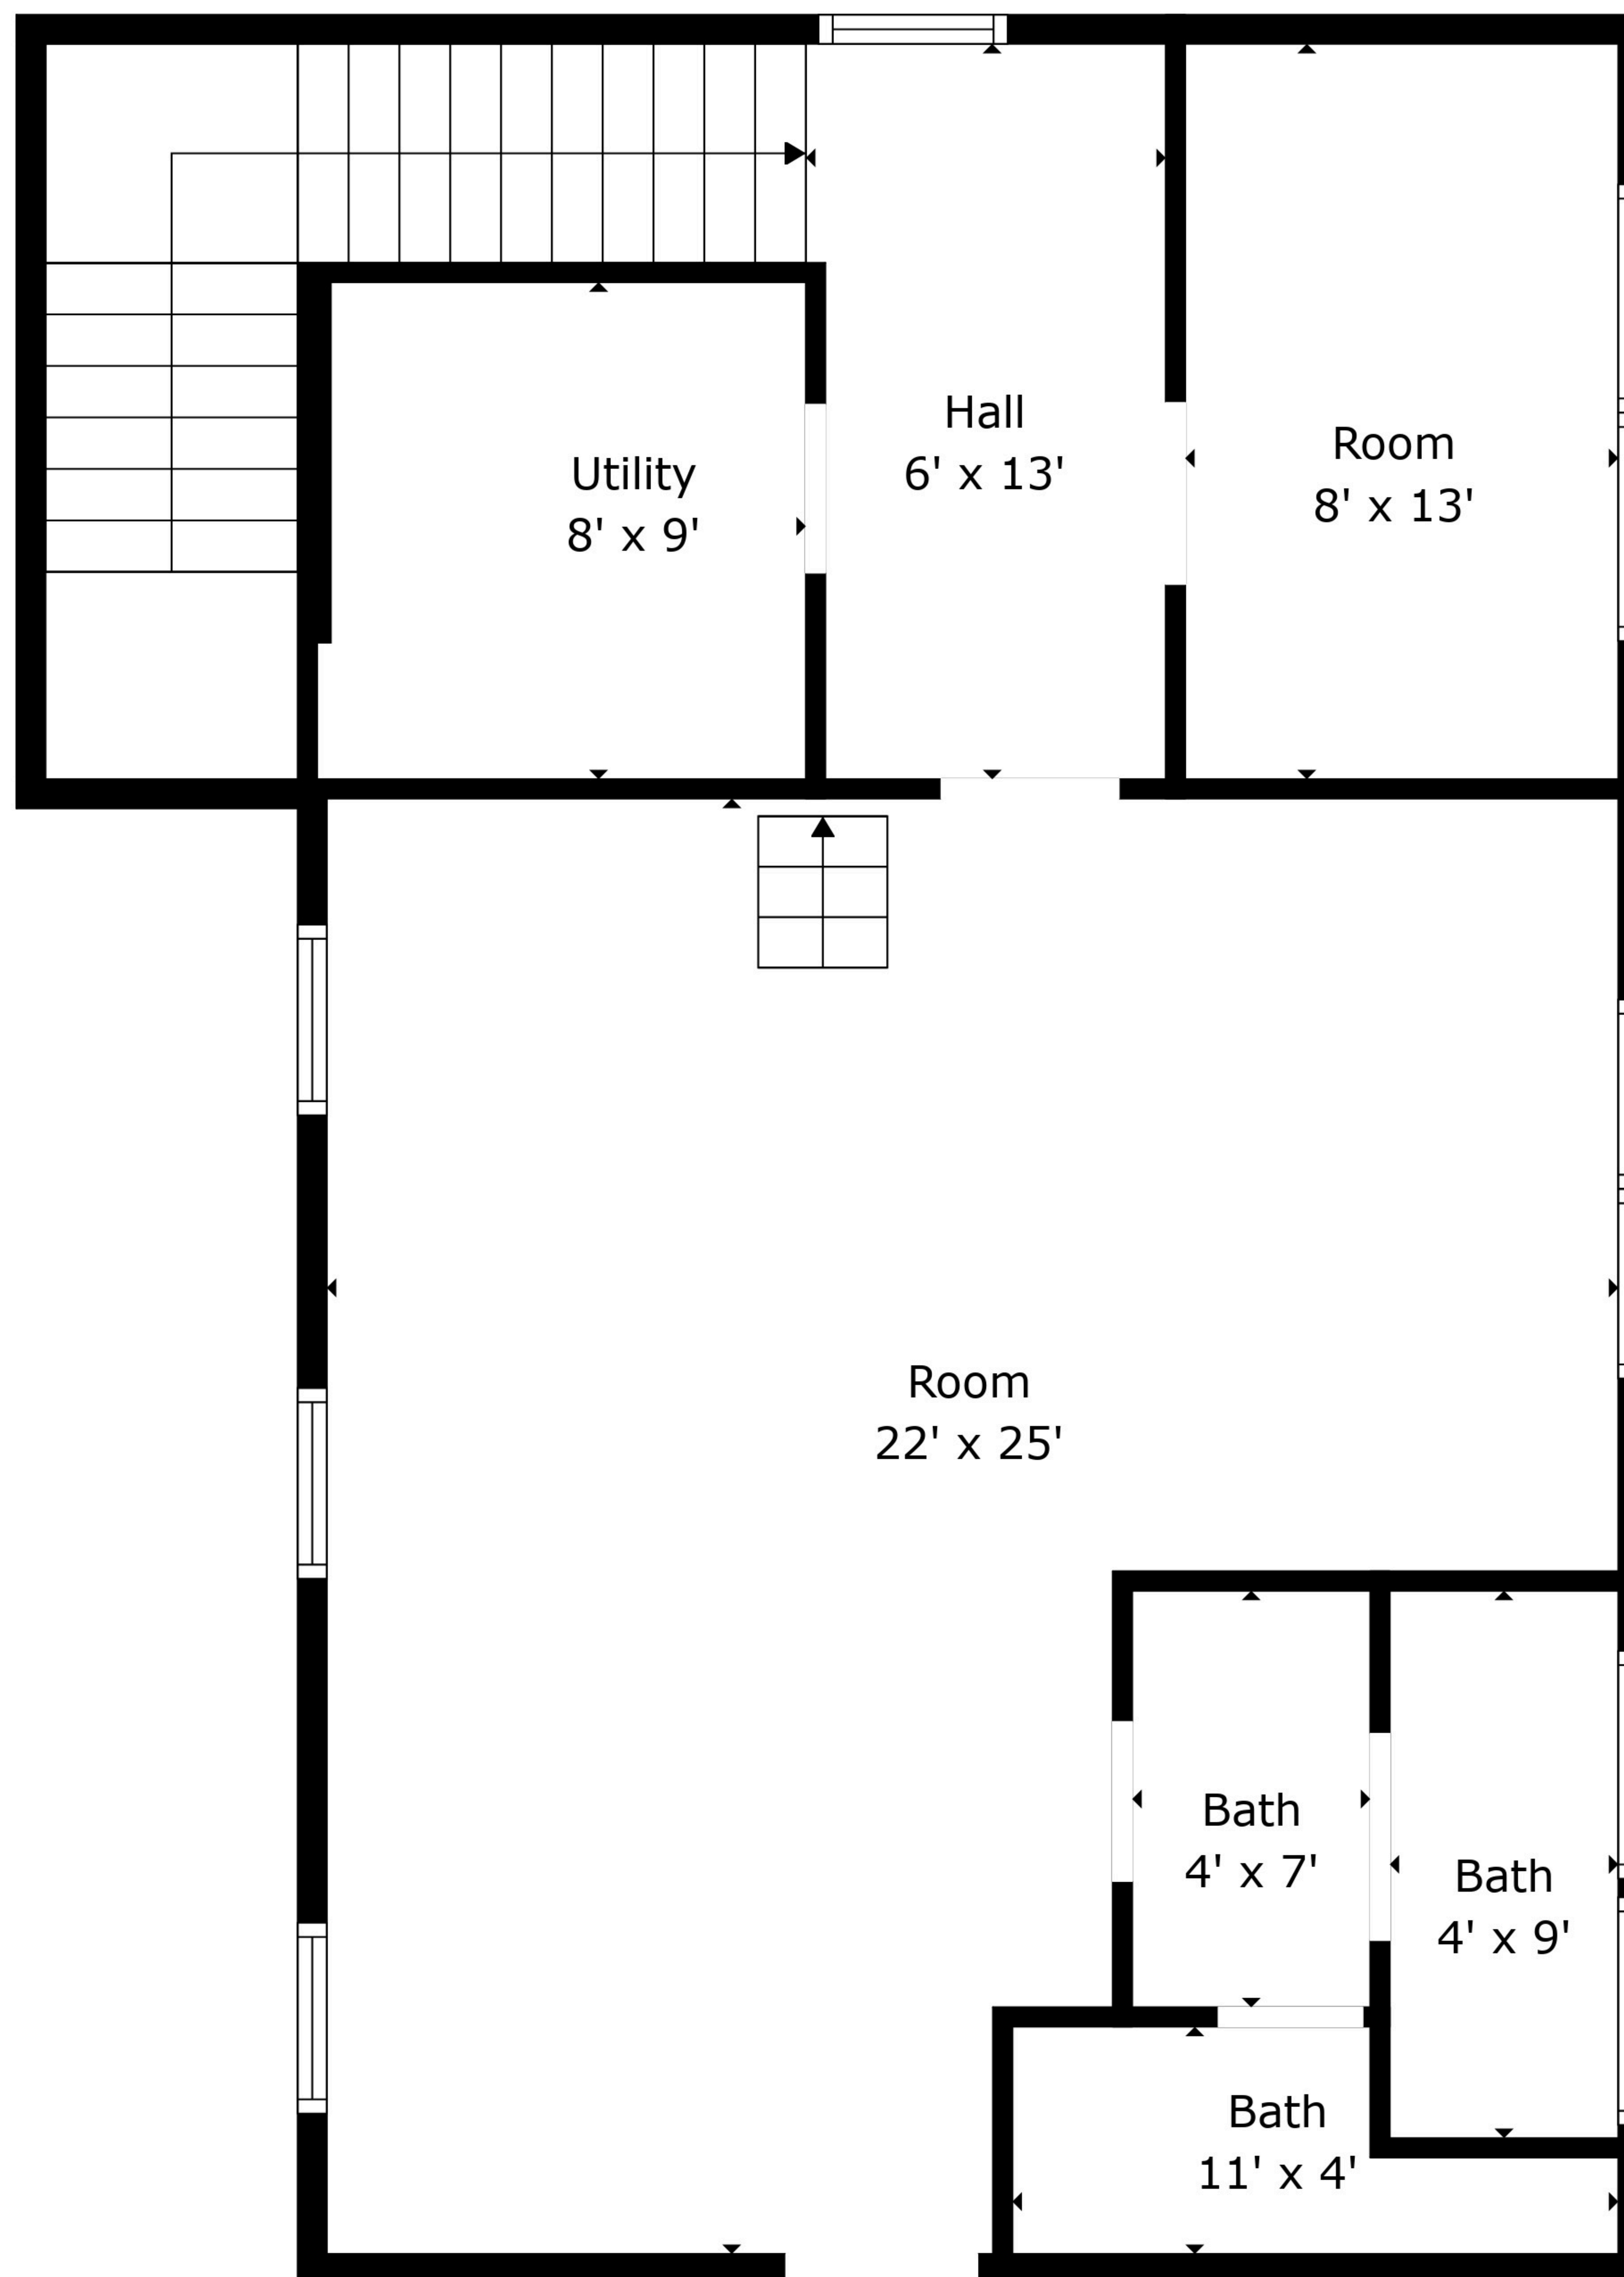 Hall
6' x 13'
Room
8' x 13'
Utility
8' x 9'
Room
22' x 25'
Bath
4' x 7'
Bath
4' x 9'
Bath
11' x 4'